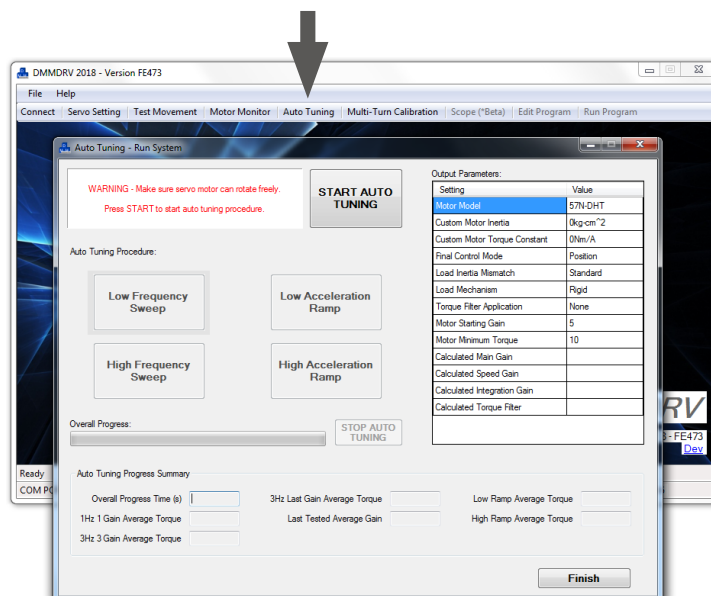 DMMDRV 2018 - Version FE473
File Help
Connect Servo Setting Test Movement Motor Monitor Auto Tuning Multi-Turn Calibration Scope (*Beta) Edit Program Run Program
Auto Tuning - Run System
WARNING - Make sure servo motor can rotate freely.
Press START to start auto tuning procedure.
START AUTO
TUNING
Output Parameters:
Setting Value
Motor Model 57N-DHT
Custom Motor Inertia 0kg-cm^2
Custom Motor Torque Constant 0Nm/A
Final Control Mode Position
Load Inertia Mismatch Standard
Load Mechanism Rigid
Torque Filter Application None
Motor Starting Gain 5
Motor Minimum Torque 10
Calculated Main Gain
Calculated Speed Gain
Calculated Integration Gain
Calculated Torque Filter
Auto Tuning Procedure:
Low Frequency
Sweep
Low Acceleration
Ramp
High Frequency
Sweep
High Acceleration
Ramp
Overall Progress:
STOP AUTO
TUNING
RV
- FE473
Dev
Ready
COM PO
Auto Tuning Progress Summary
Overall Progress Time (s) 3Hz Last Gain Average Torque Low Ramp Average Torque
1Hz 1 Gain Average Torque Last Tested Average Gain High Ramp Average Torque
3Hz 3 Gain Average Torque
Finish